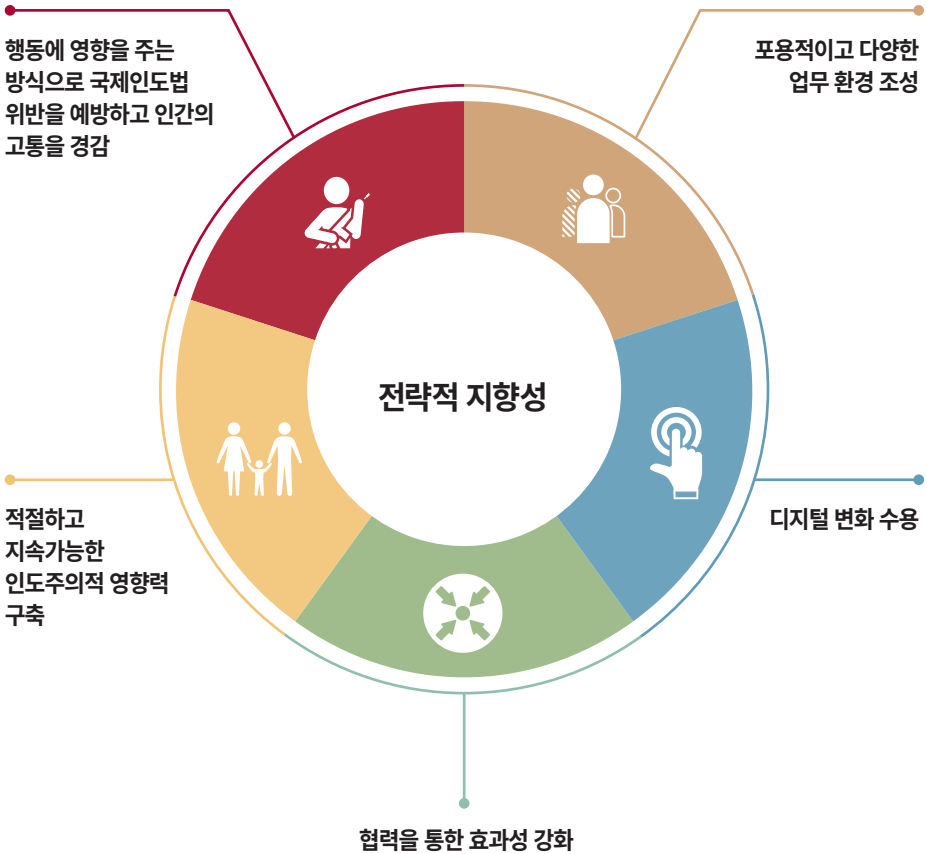 행동에 영향을 주는
방식으로 국제인도법
위반을 예방하고 인간의
고통을 경감
포용적이고 다양한
업무 환경 조성
전략적 지향성
적절하고
지속가능한
인도주의적 영향력
구축
디지털 변화 수용
협력을 통한 효과성 강화